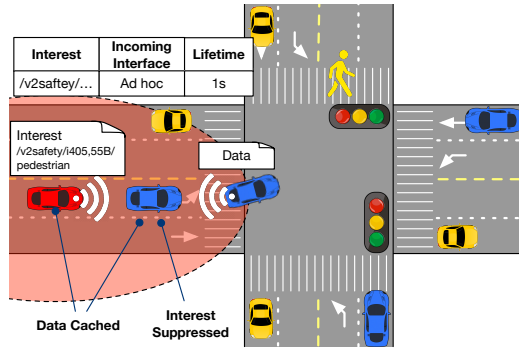 Interest
Incoming
Interface
Lifetime
/v2saftey/...
Ad hoc
1s
Interest
/v2safety/i405,55B/
pedestrian
Data
Data Cached
Interest
Suppressed